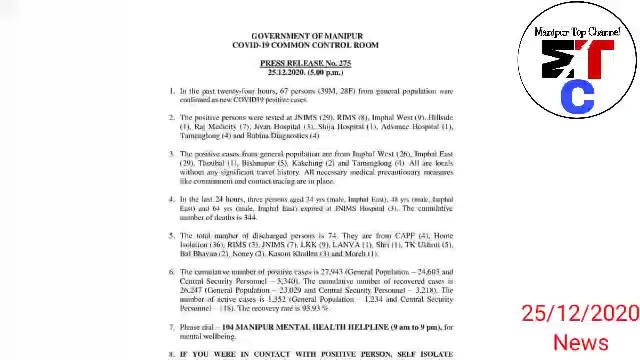 GOVERNMENT OF MANIPUR
COVID-19 COMMON CONTROL ROOM
PRESS RELEASE No. 275
25.12.2020. (5.00 p.m.)
1. In the past twenty-four hours, 67 persons (39M, 28F) from general population were
confirmed as new COVID19 positive cases.
2. The positive persons were tested at JNIMS (29), RIMS (8), Imphal West (9), Hillside
(1), Raj Medicity (7), Jivan Hospital (3), Shija Hospital (1), Advance Hospital (1),
Tamenglong (4) and Babina Diagnostics (4)
3. The positive cases from general population are from Imphal West (26), Imphal East
(29), Thoubal (1), Bishnupur (5), Kakching (2) and Tamenglong (4). All are locals
without any significant travel history. All necessary medical precautionary measures
like containment and contact tracing are in place.
4. In the last 24 hours, three persons aged 34 yrs (male, Imphal East), 48 yrs (male, Imphal
East) and 64 yrs (male, Imphal East) expired at JNIMS Hospital (3). The cumulative
number of deaths is 344.
5. The total number of discharged persons is 74. They are from CAPF (4), Home
Isolation (36), RIMS (3), JNIMS (7), LKK (9), LANVA (1), Shri (1), TK Ukhrul (5),
Bal Bhavan (2), Noney (2), Kasom Khullen (3) and Moreh (1).
6. The cumulative number of positive cases is 27,943 (General Population – 24,603 and
Central Security Personnel – 3,340). The cumulative number of recovered cases is
26,247 (General Population – 23,029 and Central Security Personnel – 3,218). The
number of active cases is 1,352 (General Population – 1,234 and Central Security
Personnel – 118). The recovery rate is 93.93 %.
7. Please dial – 104 MANIPUR MENTAL HEALTH HELPLINE (9 am to 9 pm), for
mental wellbeing.
8. IF YOU WERE IN CONTACT WITH POSITIVE PERSON, SELF ISOLATE
Manipur Top Channel
MTC
25/12/2020
News